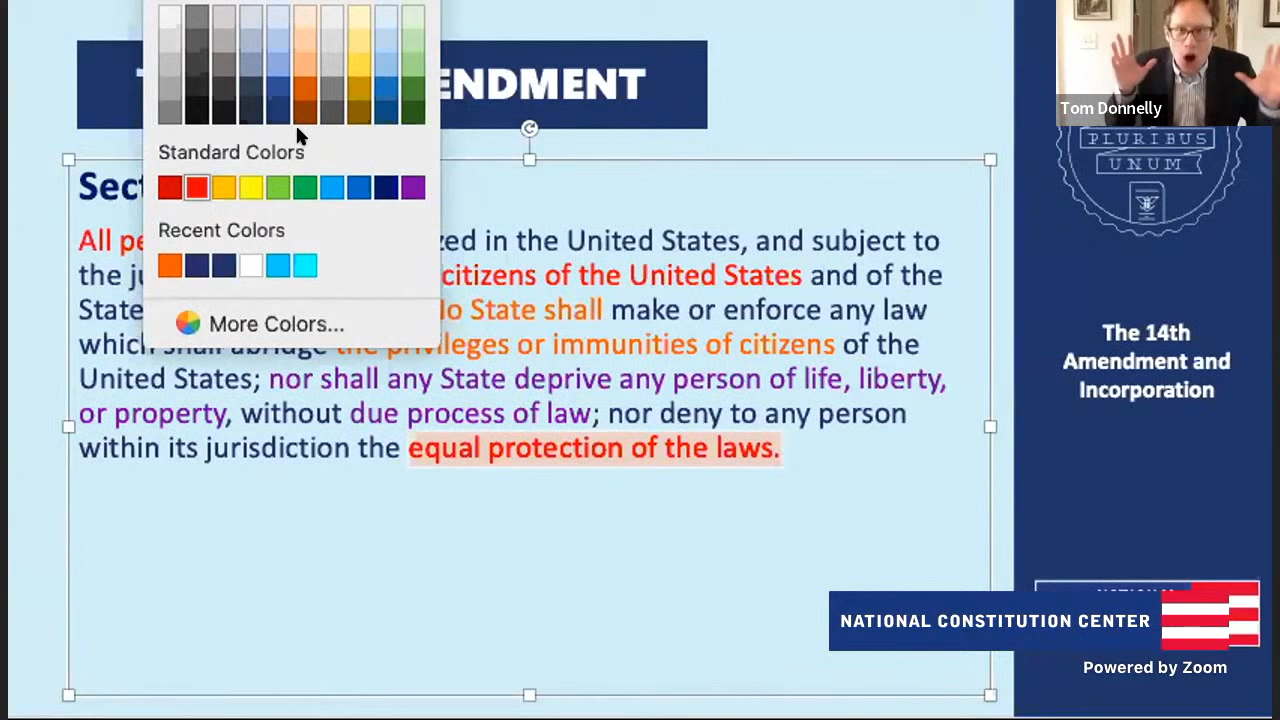 ENDMENT
Tom Donnelly
PLURIBUS
UNUM
Standard Colors
Sect
Recent Colors
All pe zed in the United States, and subject to
the ju citizens of the United States and of the
State o State shall make or enforce any law
More Colors...
which shall abridge the privileges or immunities of citizens of the
United States; nor shall any State deprive any person of life, liberty,
or property, without due process of law; nor deny to any person
within its jurisdiction the equal protection of the laws.
The 14th
Amendment and
Incorporation
NATIONAL CONSTITUTION CENTER
Powered by Zoom